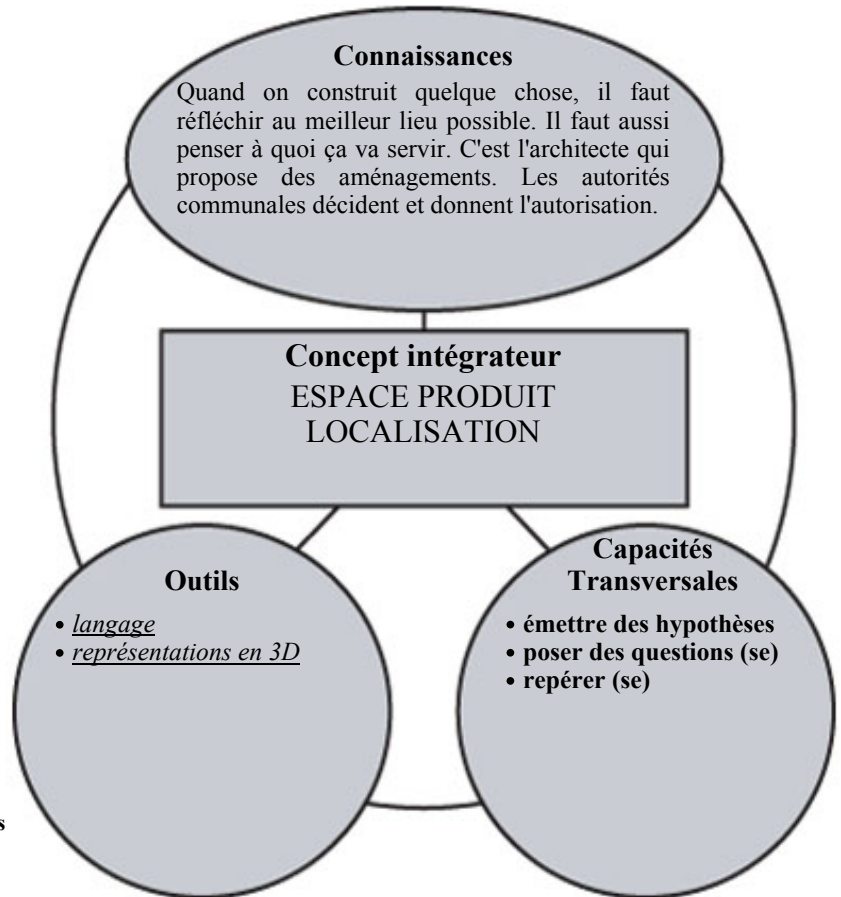 Connaissances
Quand on construit quelque chose, il faut
réfléchir au meilleur lieu possible. Il faut aussi
penser à quoi ça va servir. C'est l'architecte qui
propose des aménagements. Les autorités
communales décident et donnent l'autorisation.
Concept intégrateur
ESPACE PRODUIT
LOCALISATION
Outils
• langage
• représentations en 3D
Capacités
Transversales
• émettre des hypothèses
• poser des questions (se)
• repérer (se)
s